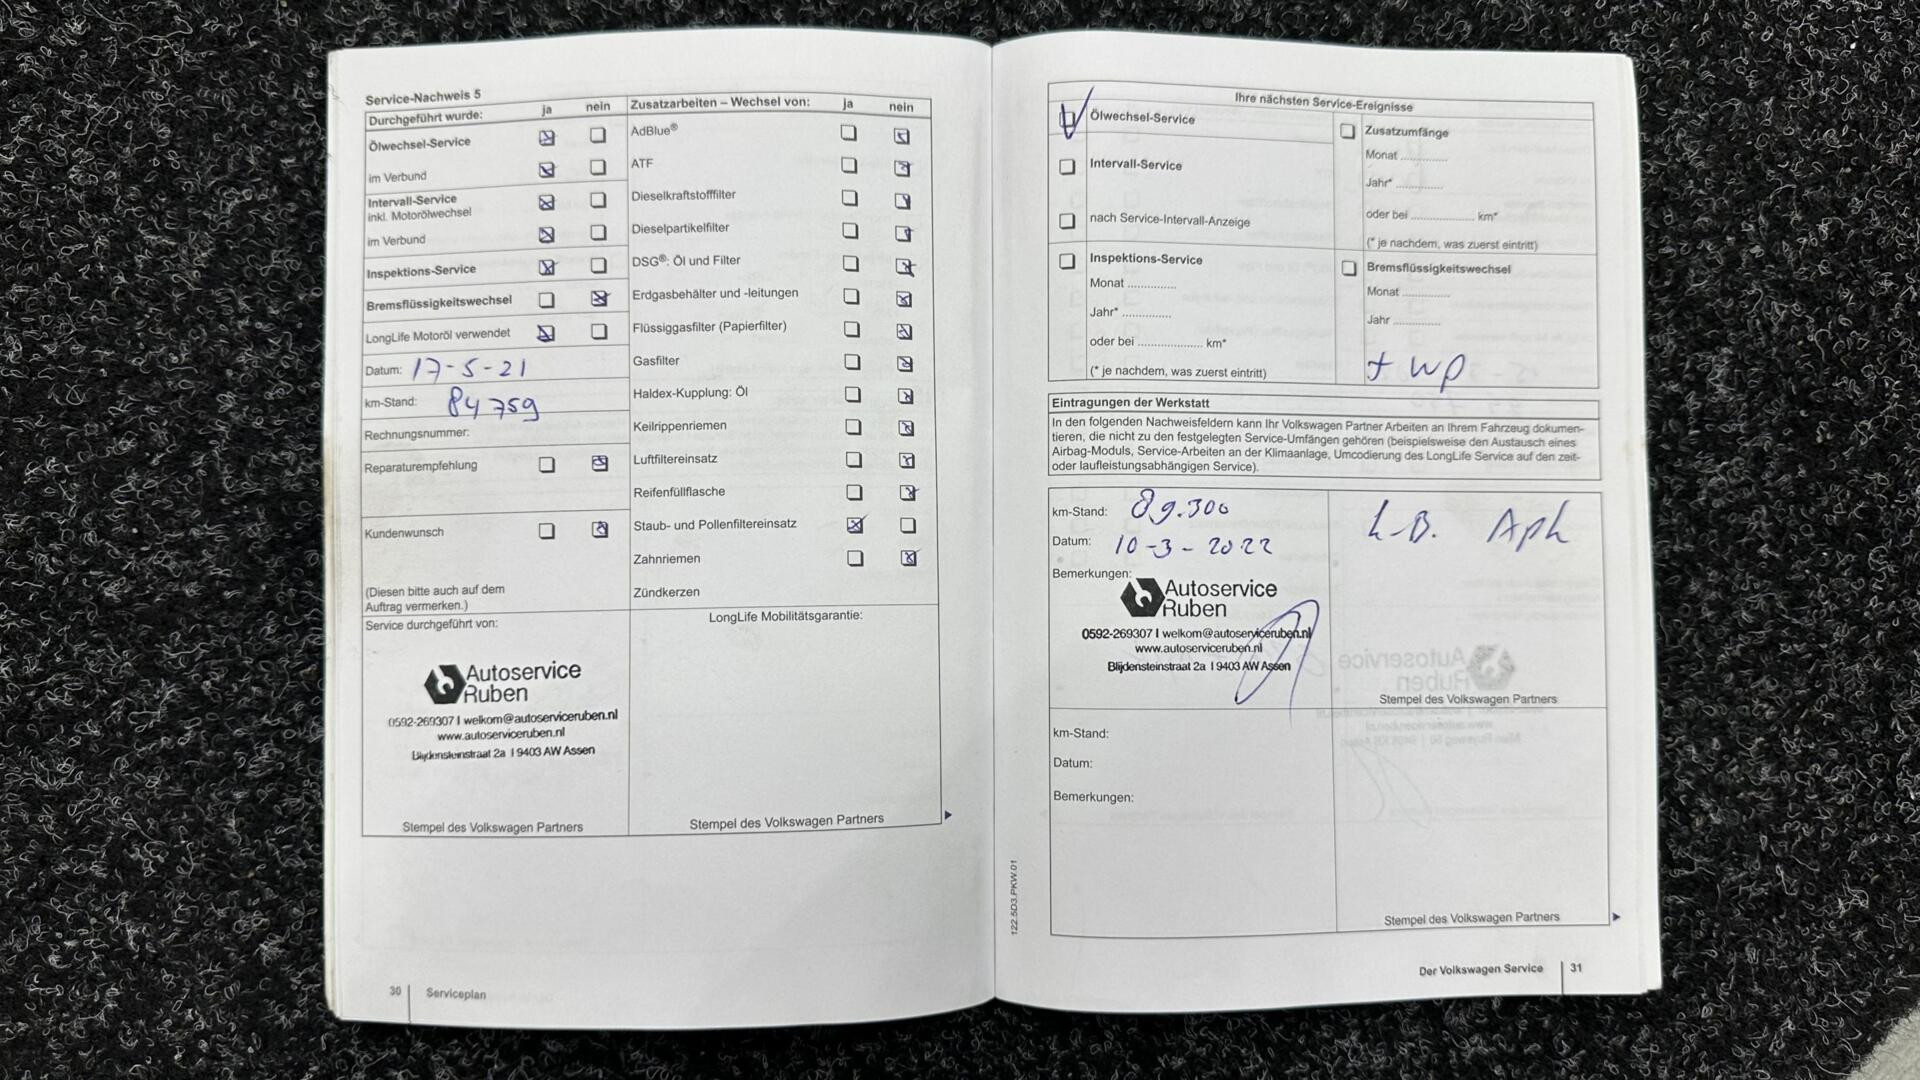 Service-Nachweis 5
Durchgeführt wurde: ja nein
Ölwechsel-Service
im Verbund
Intervall-Service
inkl. Motorölwechsel
im Verbund
Inspektions-Service
Bremsflüssigkeitswechsel
LongLife Motoröl verwendet
Datum: 17-5-21
km-Stand: 84759
Rechnungsnummer:
Reparaturempfehlung
Kundenwunsch
(Diesen bitte auch auf dem
Auftrag vermerken.)
Service durchgeführt von:
Autoservice
Ruben
0592-269307 I welkom@autoserviceruben.nl
www.autoserviceruben.nl
Blijdensteinstraat 2a I 9403 AW Assen
Stempel des Volkswagen Partners
Zusatzarbeiten – Wechsel von: ja nein
AdBlue®
ATF
Dieselkraftstofffilter
Dieselpartikelfilter
DSG®: Öl und Filter
Erdgasbehälter und -leitungen
Flüssiggasfilter (Papierfilter)
Gasfilter
Haldex-Kupplung: Öl
Keilrippenriemen
Luftfiltereinsatz
Reifenfüllflasche
Staub- und Pollenfiltereinsatz
Zahnriemen
Zündkerzen
LongLife Mobilitätsgarantie:
Stempel des Volkswagen Partners
30 Serviceplan
Ihre nächsten Service-Ereignisse
Ölwechsel-Service
Intervall-Service
nach Service-Intervall-Anzeige
Inspektions-Service
Monat ...............
Jahr* ...............
oder bei .................... km*
(* je nachdem, was zuerst eintritt)
Zusatzumfänge
Monat ...............
Jahr* ...............
oder bei .................... km*
(* je nachdem, was zuerst eintritt)
Bremsflüssigkeitswechsel
Monat ...............
Jahr ...............
+ wp
Eintragungen der Werkstatt
In den folgenden Nachweisfeldern kann Ihr Volkswagen Partner Arbeiten an Ihrem Fahrzeug dokumen-
tieren, die nicht zu den festgelegten Service-Umfängen gehören (beispielsweise den Austausch eines
Airbag-Moduls, Service-Arbeiten an der Klimaanlage, Umcodierung des LongLife Service auf den zeit-
oder laufleistungsabhängigen Service).
km-Stand: 89.300
Datum: 10-3-2022
Bemerkungen:
Autoservice
Ruben
0592-269307 I welkom@autoserviceruben.nl
www.autoserviceruben.nl
Blijdensteinstraat 2a I 9403 AW Assen
Stempel des Volkswagen Partners
km-Stand:
Datum:
Bemerkungen:
Stempel des Volkswagen Partners
122.5D3.PKW.01
Der Volkswagen Service 31